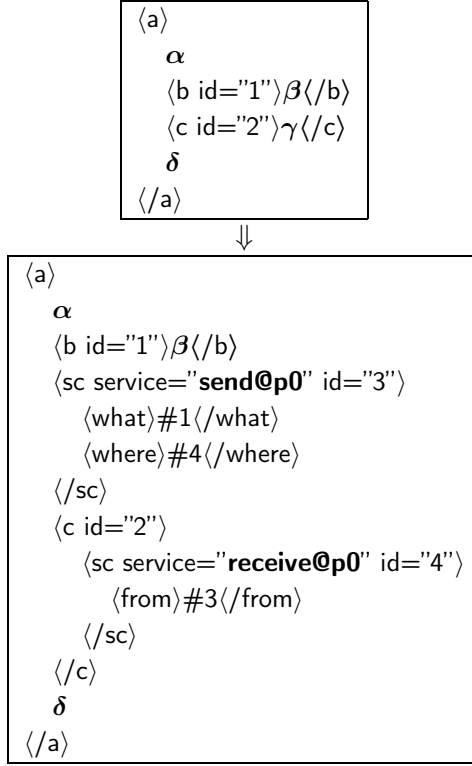 ⟨a⟩
α
⟨b id=”1”⟩β⟨/b⟩
⟨c id=”2”⟩γ⟨/c⟩
δ
⟨/a⟩
⇓
⟨a⟩
α
⟨b id=”1”⟩β⟨/b⟩
⟨sc service=”send@p0” id=”3”⟩
⟨what⟩#1⟨/what⟩
⟨where⟩#4⟨/where⟩
⟨/sc⟩
⟨c id=”2”⟩
⟨sc service=”receive@p0” id=”4”⟩
⟨from⟩#3⟨/from⟩
⟨/sc⟩
⟨/c⟩
δ
⟨/a⟩